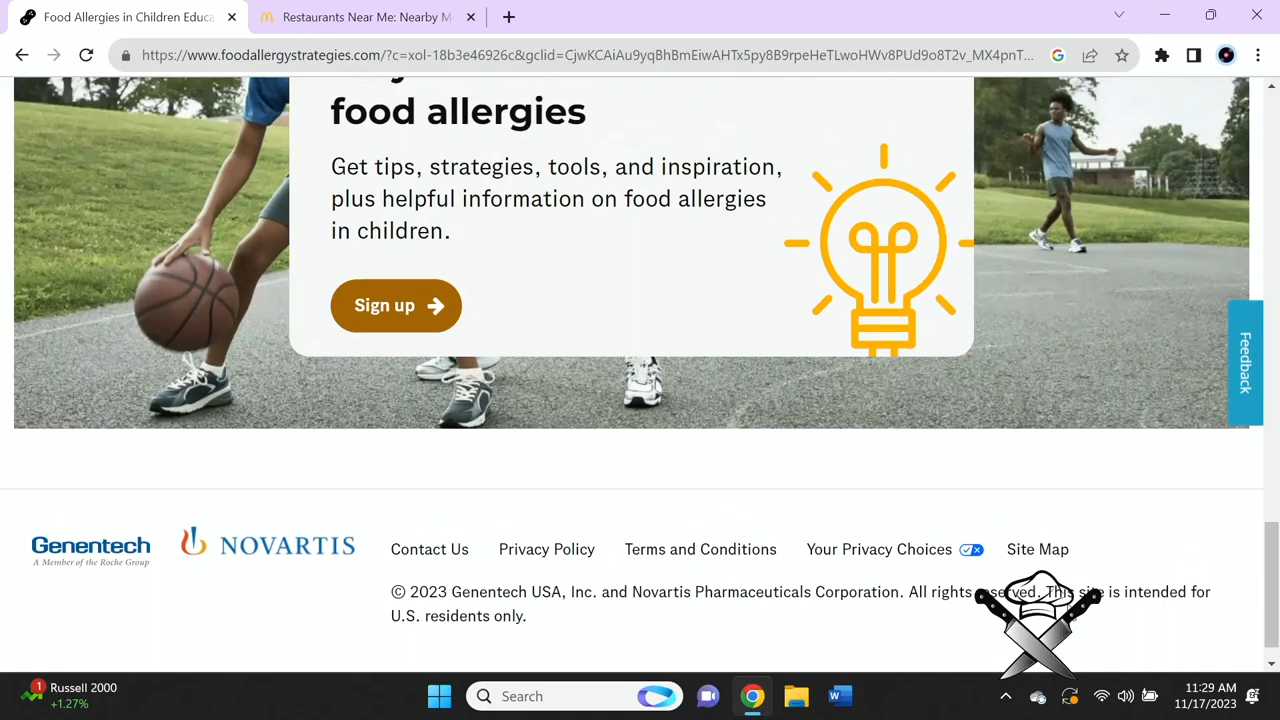 Food Allergies in Children Educa
Restaurants Near Me: Nearby M
https://www.foodallergystrategies.com/?c=xol-18b3e46926c&gclid=CjwKCAiAu9yqBhBmEiwAHTx5py8B9rpeHeTLwoHWv8PUd9o8T2v_MX4pnT...
food allergies
Get tips, strategies, tools, and inspiration,
plus helpful information on food allergies
in children.
Sign up
Feedback
Genentech
A Member of the Roche Group
NOVARTIS
Contact Us Privacy Policy Terms and Conditions Your Privacy Choices Site Map
© 2023 Genentech USA, Inc. and Novartis Pharmaceuticals Corporation. All rights reserved. This site is intended for
U.S. residents only.
1
Russell 2000
+1.27%
Search
11:29 AM
11/17/2023